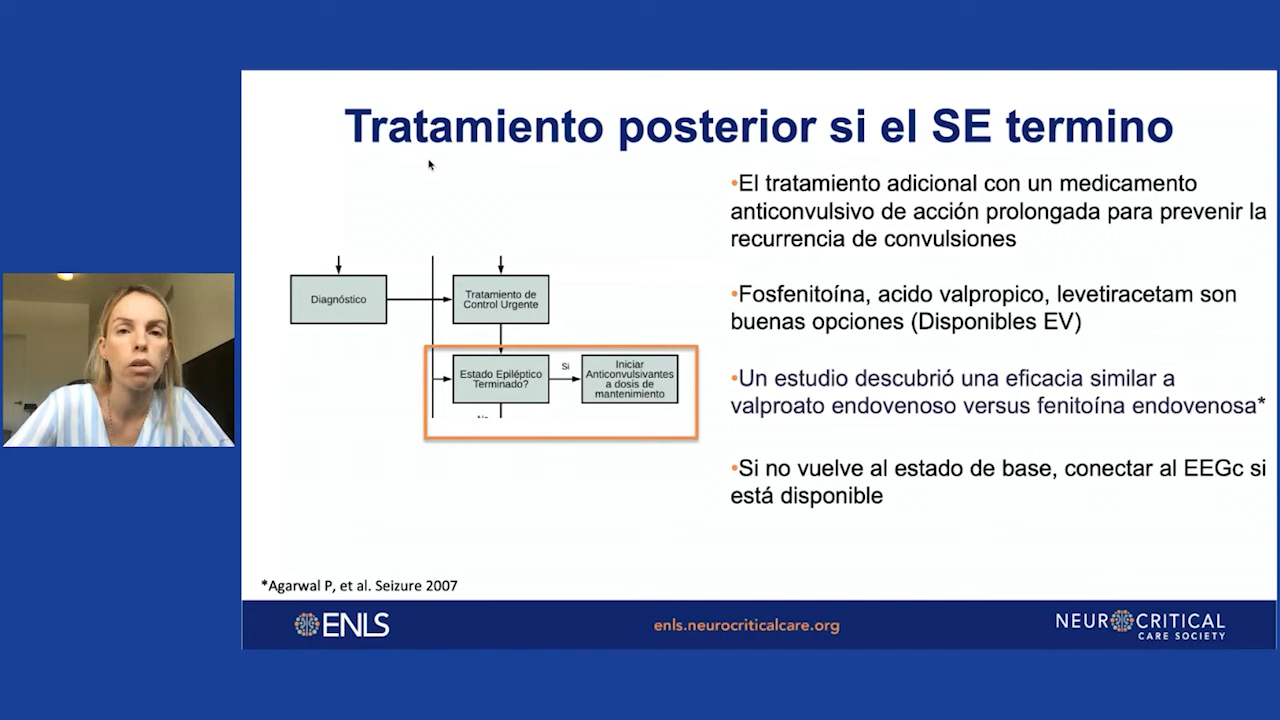 Tratamiento posterior si el SE termino
Diagnóstico
Tratamiento de
Control Urgente
Estado Epiléptico
Terminado?
Si
Iniciar
Anticonvulsivantes
a dosis de
mantenimiento
•El tratamiento adicional con un medicamento
anticonvulsivo de acción prolongada para prevenir la
recurrencia de convulsiones
•Fosfenitoína, acido valpropico, levetiracetam son
buenas opciones (Disponibles EV)
•Un estudio descubrió una eficacia similar a
valproato endovenoso versus fenitoína endovenosa*
•Si no vuelve al estado de base, conectar al EEGc si
está disponible
*Agarwal P, et al. Seizure 2007
ENLS
enls.neurocriticalcare.org
NEUROCRITICAL
CARE SOCIETY